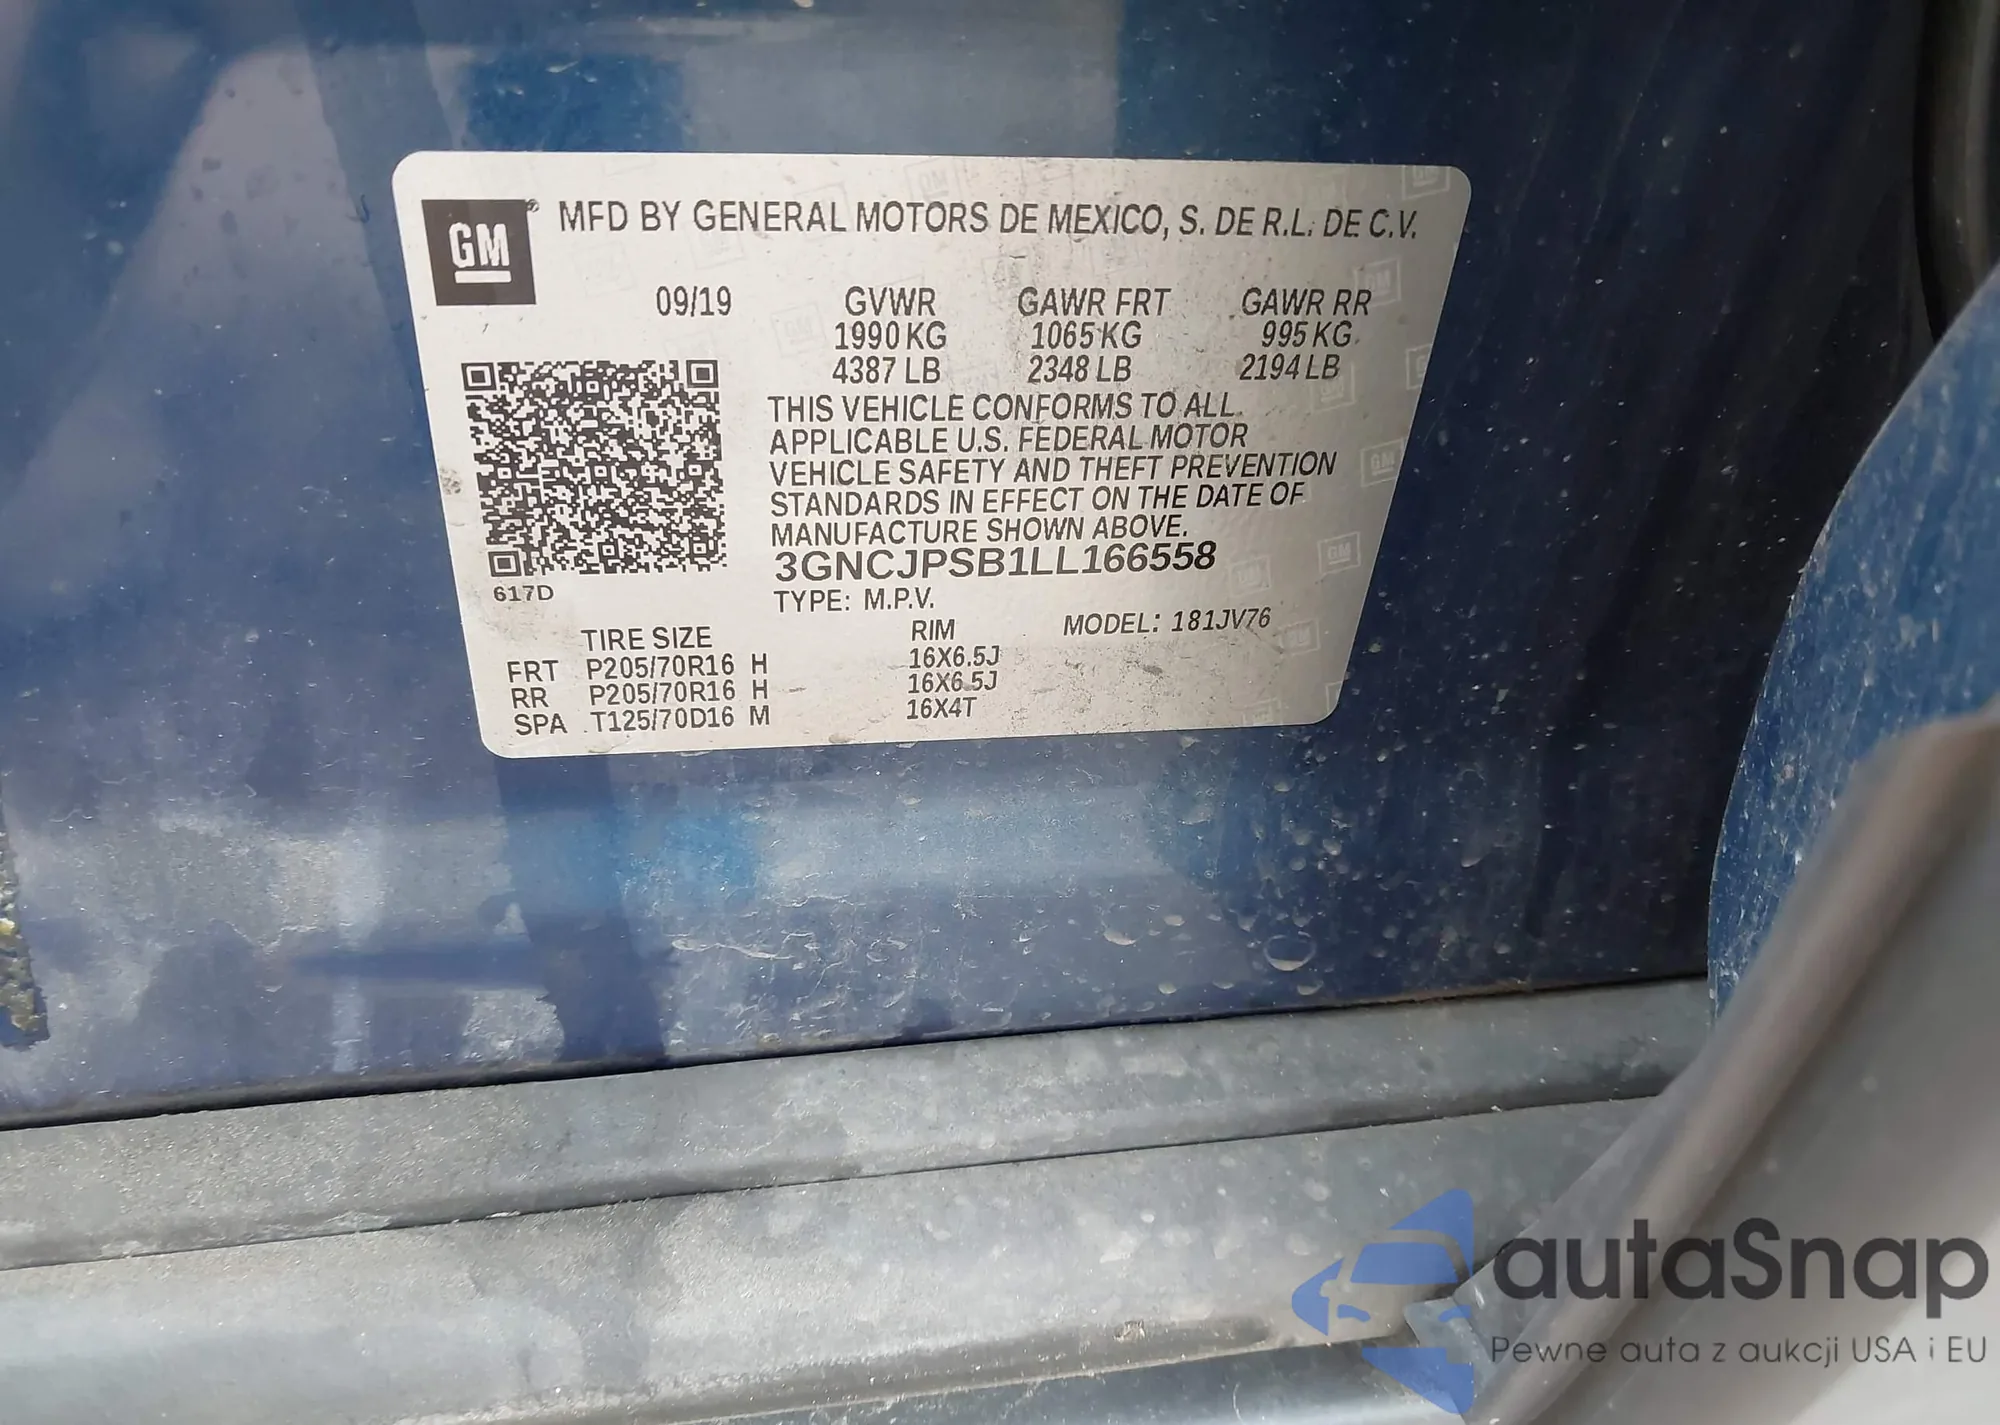 GM® MFD BY GENERAL MOTORS DE MEXICO, S. DE R.L. DE C.V.
09/19 GVWR GAWR FRT GAWR RR
1990 KG 1065 KG 995 KG
4387 LB 2348 LB 2194 LB
THIS VEHICLE CONFORMS TO ALL
APPLICABLE U.S. FEDERAL MOTOR
VEHICLE SAFETY AND THEFT PREVENTION
STANDARDS IN EFFECT ON THE DATE OF
MANUFACTURE SHOWN ABOVE.
3GNCJPSB1LL166558
617D
TYPE: M.P.V.
TIRE SIZE RIM MODEL: 181JV76
FRT P205/70R16 H 16X6.5J
RR P205/70R16 H 16X6.5J
SPA T125/70D16 M 16X4T
autaSnap
Pewne auta z aukcji USA i EU